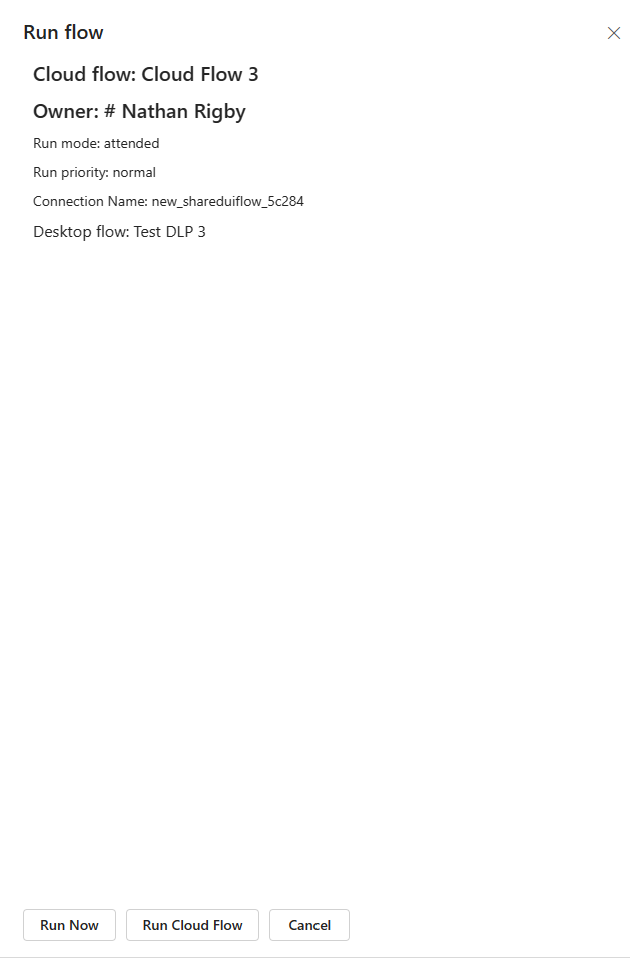 Run flow
Cloud flow: Cloud Flow 3
Owner: # Nathan Rigby
Run mode: attended
Run priority: normal
Connection Name: new_shareduiflow_5c284
Desktop flow: Test DLP 3
Run Now
Run Cloud Flow
Cancel